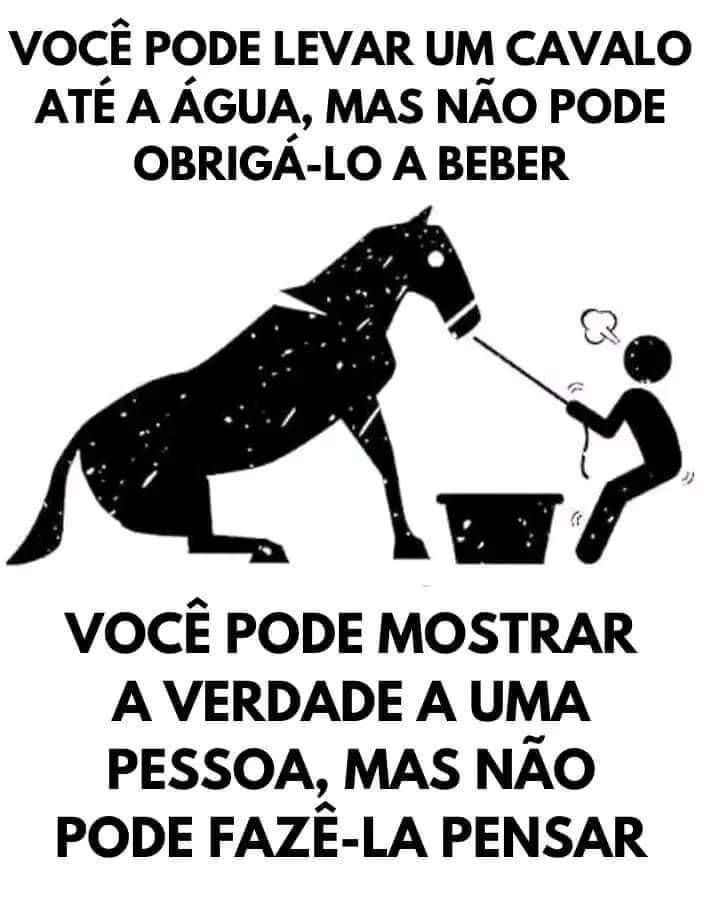 VOCÊ PODE LEVAR UM CAVALO
ATÉ A ÁGUA, MAS NÃO PODE
OBRIGÁ-LO A BEBER
VOCÊ PODE MOSTRAR
A VERDADE A UMA
PESSOA, MAS NÃO
PODE FAZÊ-LA PENSAR